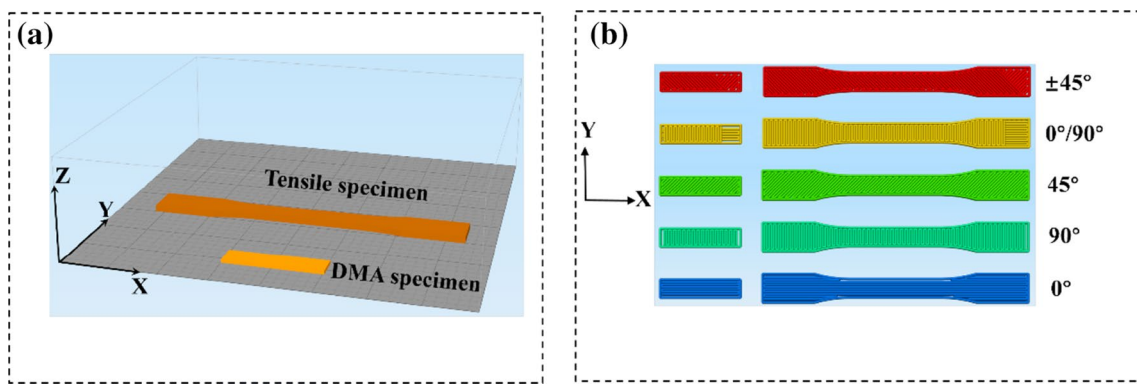 (a)
Z
Y
X
Tensile specimen
DMA specimen
(b)
Y
X
±45°
0°/90°
45°
90°
0°